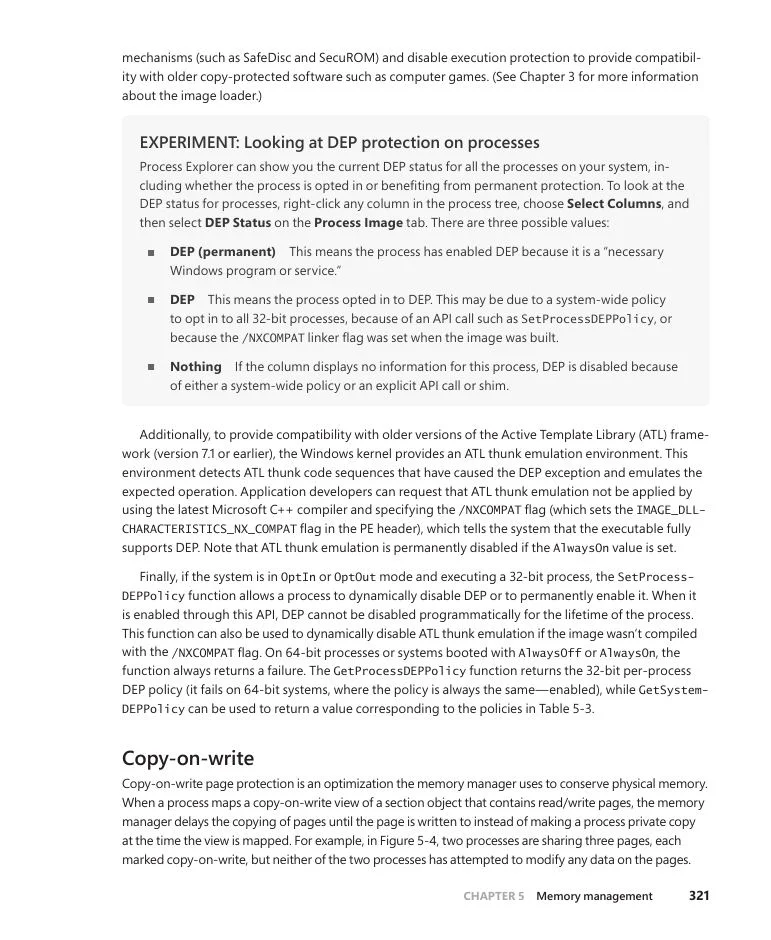 mechanisms (such as SafeDisc and SecuROM) and disable execution protection to provide compatibil-
ity with older copy-protected software such as computer games. (See Chapter 3 for more information
about the image loader.)
EXPERIMENT: Looking at DEP protection on processes
Process Explorer can show you the current DEP status for all the processes on your system, in-
cluding whether the process is opted in or benefiting from permanent protection. To look at the
DEP status for processes, right-click any column in the process tree, choose Select Columns, and
then select DEP Status on the Process Image tab. There are three possible values:
■ DEP (permanent) This means the process has enabled DEP because it is a “necessary
Windows program or service.”
■ DEP This means the process opted in to DEP. This may be due to a system-wide policy
to opt in to all 32-bit processes, because of an API call such as SetProcessDEPPolicy, or
because the /NXCOMPAT linker flag was set when the image was built.
■ Nothing If the column displays no information for this process, DEP is disabled because
of either a system-wide policy or an explicit API call or shim.
Additionally, to provide compatibility with older versions of the Active Template Library (ATL) frame-
work (version 7.1 or earlier), the Windows kernel provides an ATL thunk emulation environment. This
environment detects ATL thunk code sequences that have caused the DEP exception and emulates the
expected operation. Application developers can request that ATL thunk emulation not be applied by
using the latest Microsoft C++ compiler and specifying the /NXCOMPAT flag (which sets the IMAGE_DLL-
CHARACTERISTICS_NX_COMPAT flag in the PE header), which tells the system that the executable fully
supports DEP. Note that ATL thunk emulation is permanently disabled if the AlwaysOn value is set.
Finally, if the system is in OptIn or OptOut mode and executing a 32-bit process, the SetProcess-
DEPPolicy function allows a process to dynamically disable DEP or to permanently enable it. When it
is enabled through this API, DEP cannot be disabled programmatically for the lifetime of the process.
This function can also be used to dynamically disable ATL thunk emulation if the image wasn’t compiled
with the /NXCOMPAT flag. On 64-bit processes or systems booted with AlwaysOff or AlwaysOn, the
function always returns a failure. The GetProcessDEPPolicy function returns the 32-bit per-process
DEP policy (it fails on 64-bit systems, where the policy is always the same—enabled), while GetSystem-
DEPPolicy can be used to return a value corresponding to the policies in Table 5-3.
Copy-on-write
Copy-on-write page protection is an optimization the memory manager uses to conserve physical memory.
When a process maps a copy-on-write view of a section object that contains read/write pages, the memory
manager delays the copying of pages until the page is written to instead of making a process private copy
at the time the view is mapped. For example, in Figure 5-4, two processes are sharing three pages, each
marked copy-on-write, but neither of the two processes has attempted to modify any data on the pages.
CHAPTER 5 Memory management 321